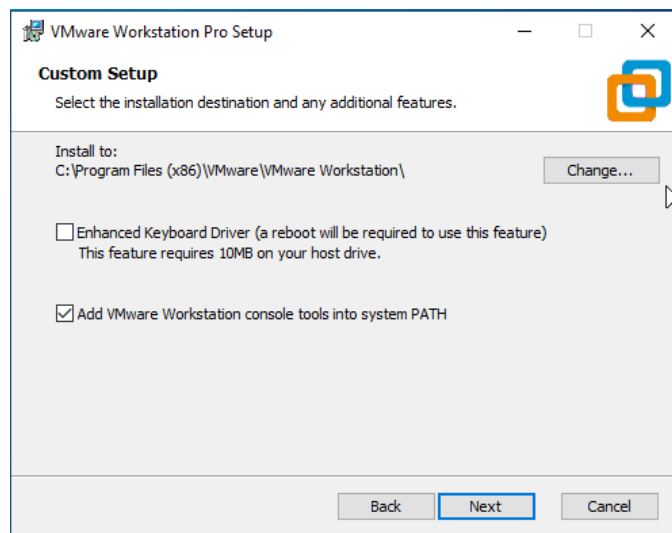 VMware Workstation Pro Setup
Custom Setup
Select the installation destination and any additional features.
Install to:
C:\Program Files (x86)\VMware\VMware Workstation\
Change...
Enhanced Keyboard Driver (a reboot will be required to use this feature)
This feature requires 10MB on your host drive.
Add VMware Workstation console tools into system PATH
Back
Next
Cancel